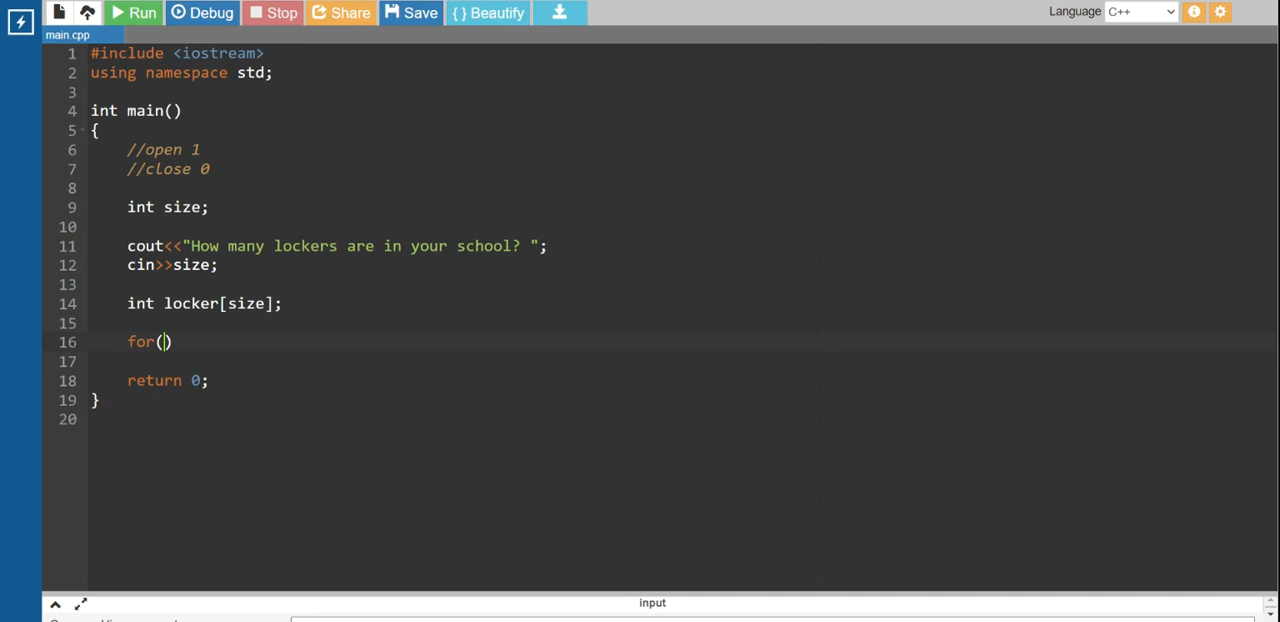 Run Debug Stop Share Save { } Beautify Language C++
main.cpp
1 #include <iostream>
2 using namespace std;
3
4 int main()
5 {
6 //open 1
7 //close 0
8
9 int size;
10
11 cout<<"How many lockers are in your school? ";
12 cin>>size;
13
14 int locker[size];
15
16 for()
17
18 return 0;
19 }
20
input